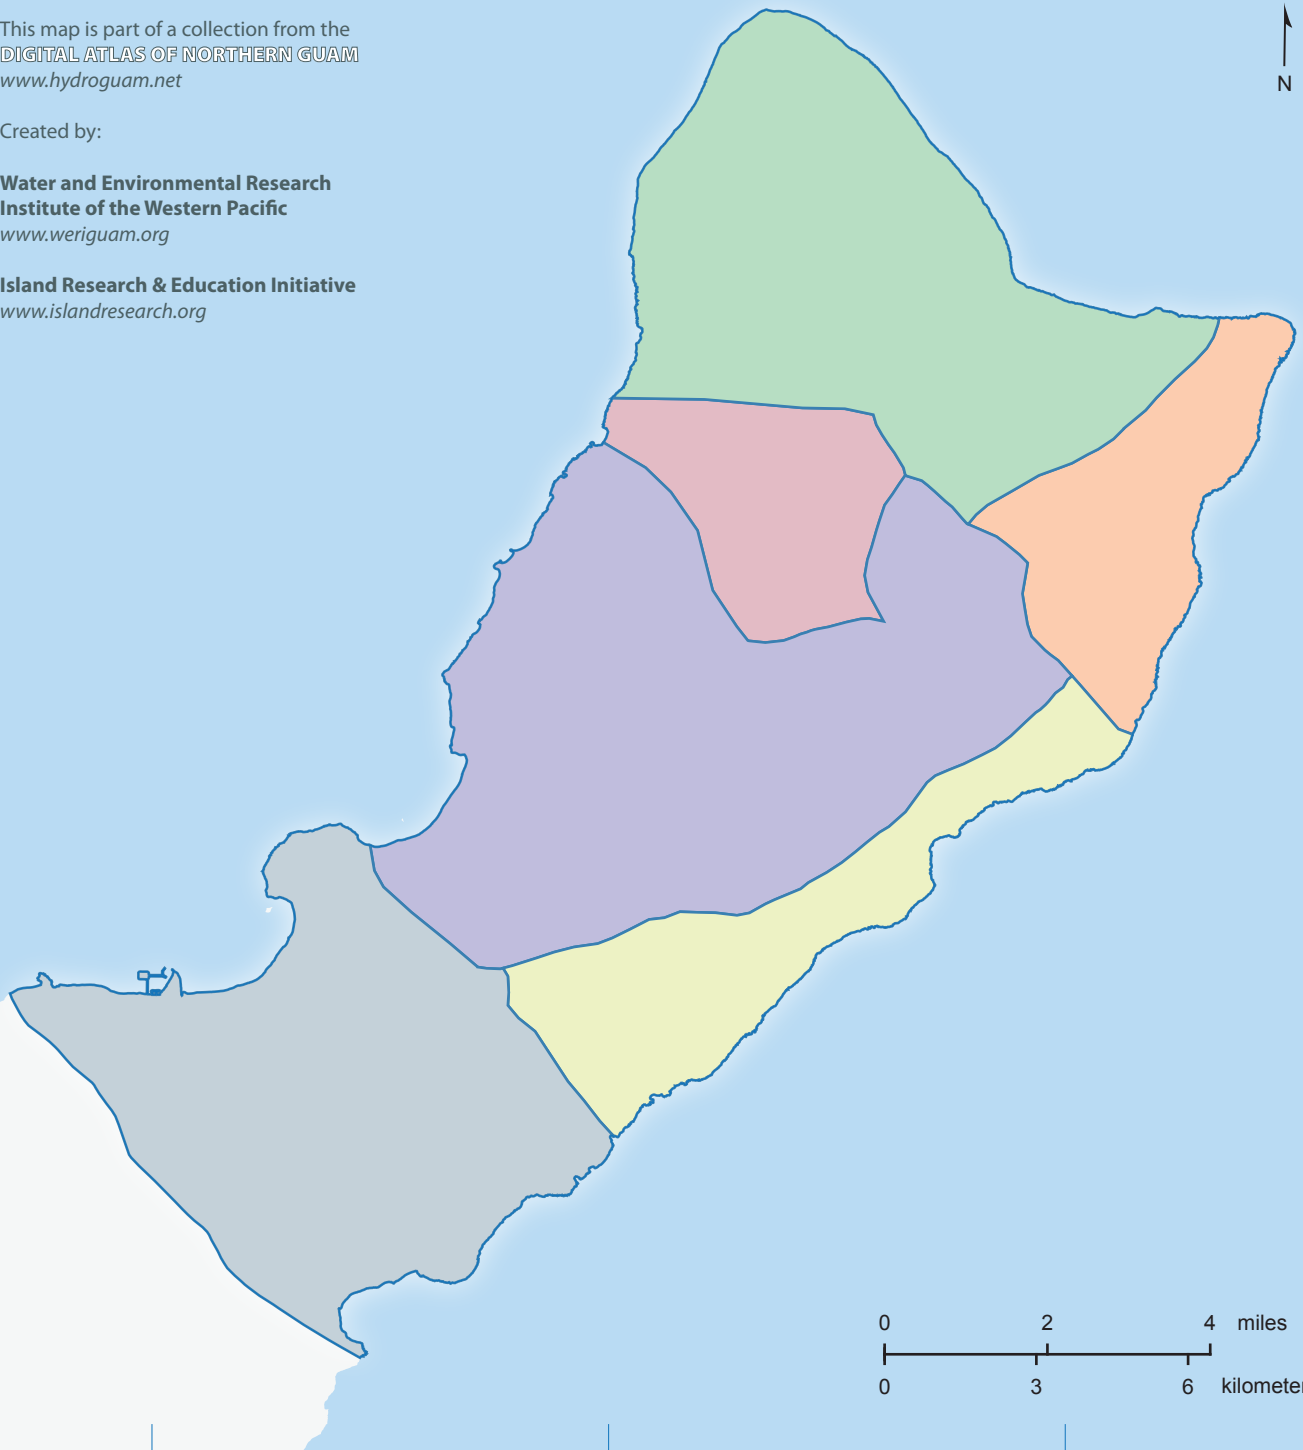 This map is part of a collection from the
DIGITAL ATLAS OF NORTHERN GUAM
www.hydroguam.net
Created by:
Water and Environmental Research
Institute of the Western Pacific
www.weriguam.org
Island Research & Education Initiative
www.islandresearch.org
N
0 2 4 miles
0 3 6 kilometer